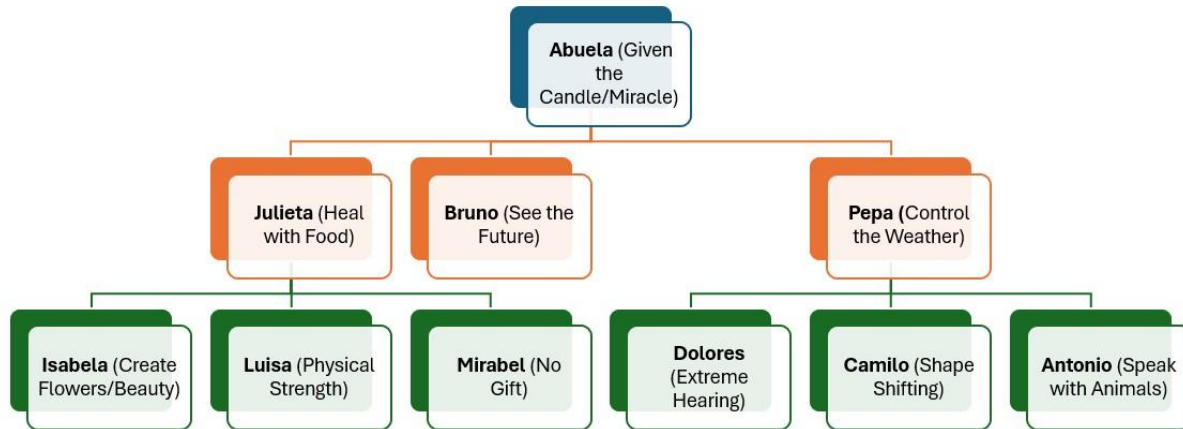 Abuela (Given
the
Candle/Miracle)
Julieta (Heal
with Food)
Bruno (See the
Future)
Pepa (Control
the Weather)
Isabela (Create
Flowers/Beauty)
Luisa (Physical
Strength)
Mirabel (No
Gift)
Dolores
(Extreme
Hearing)
Camilo (Shape
Shifting)
Antonio (Speak
with Animals)